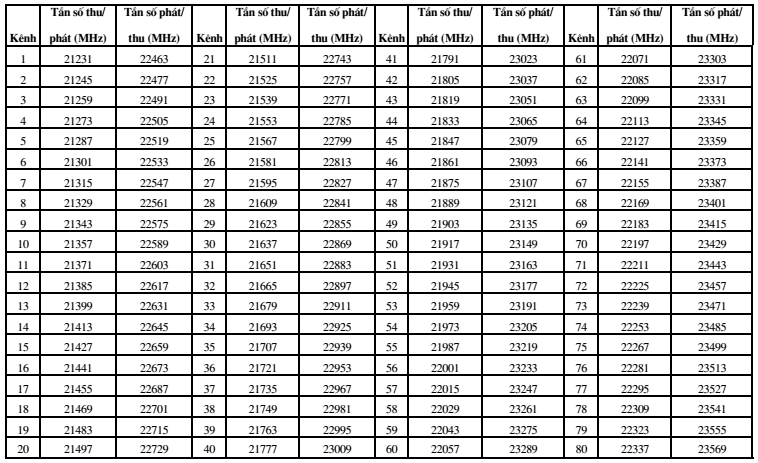 Tần số thu/ Tần số phát/ Tần số thu/ Tần số phát/ Tần số thu/ Tần số phát/ Tần số thu/ Tần số phát/
Kênh phát (MHz) thu (MHz) Kênh phát (MHz) thu (MHz) Kênh phát (MHz) thu (MHz) Kênh phát (MHz) thu (MHz)
1 21231 22463 21 21511 22743 41 21791 23023 61 22071 23303
2 21245 22477 22 21525 22757 42 21805 23037 62 22085 23317
3 21259 22491 23 21539 22771 43 21819 23051 63 22099 23331
4 21273 22505 24 21553 22785 44 21833 23065 64 22113 23345
5 21287 22519 25 21567 22799 45 21847 23079 65 22127 23359
6 21301 22533 26 21581 22813 46 21861 23093 66 22141 23373
7 21315 22547 27 21595 22827 47 21875 23107 67 22155 23387
8 21329 22561 28 21609 22841 48 21889 23121 68 22169 23401
9 21343 22575 29 21623 22855 49 21903 23135 69 22183 23415
10 21357 22589 30 21637 22869 50 21917 23149 70 22197 23429
11 21371 22603 31 21651 22883 51 21931 23163 71 22211 23443
12 21385 22617 32 21665 22897 52 21945 23177 72 22225 23457
13 21399 22631 33 21679 22911 53 21959 23191 73 22239 23471
14 21413 22645 34 21693 22925 54 21973 23205 74 22253 23485
15 21427 22659 35 21707 22939 55 21987 23219 75 22267 23499
16 21441 22673 36 21721 22953 56 22001 23233 76 22281 23513
17 21455 22687 37 21735 22967 57 22015 23247 77 22295 23527
18 21469 22701 38 21749 22981 58 22029 23261 78 22309 23541
19 21483 22715 39 21763 22995 59 22043 23275 79 22323 23555
20 21497 22729 40 21777 23009 60 22057 23289 80 22337 23569